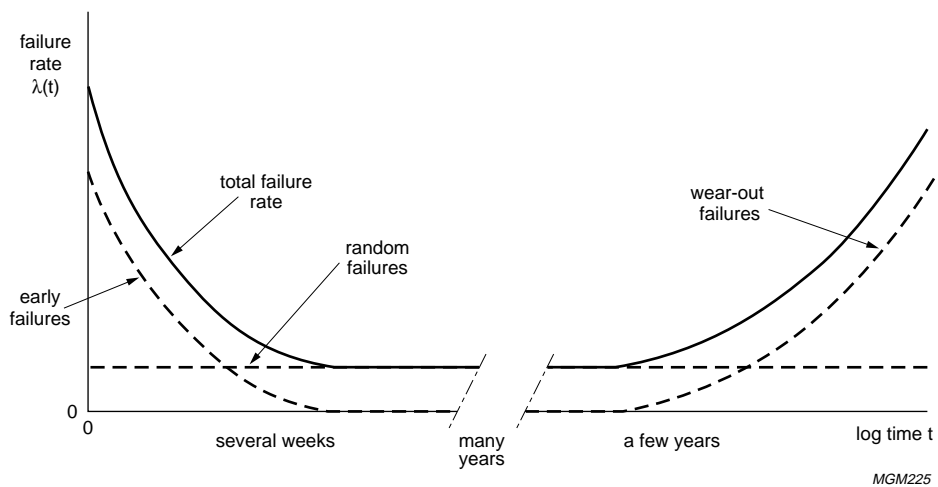 failure
rate
λ(t)
total failure
rate
random
failures
wear-out
failures
early
failures
0
0
several weeks
many
years
a few years
log time t
MGM225